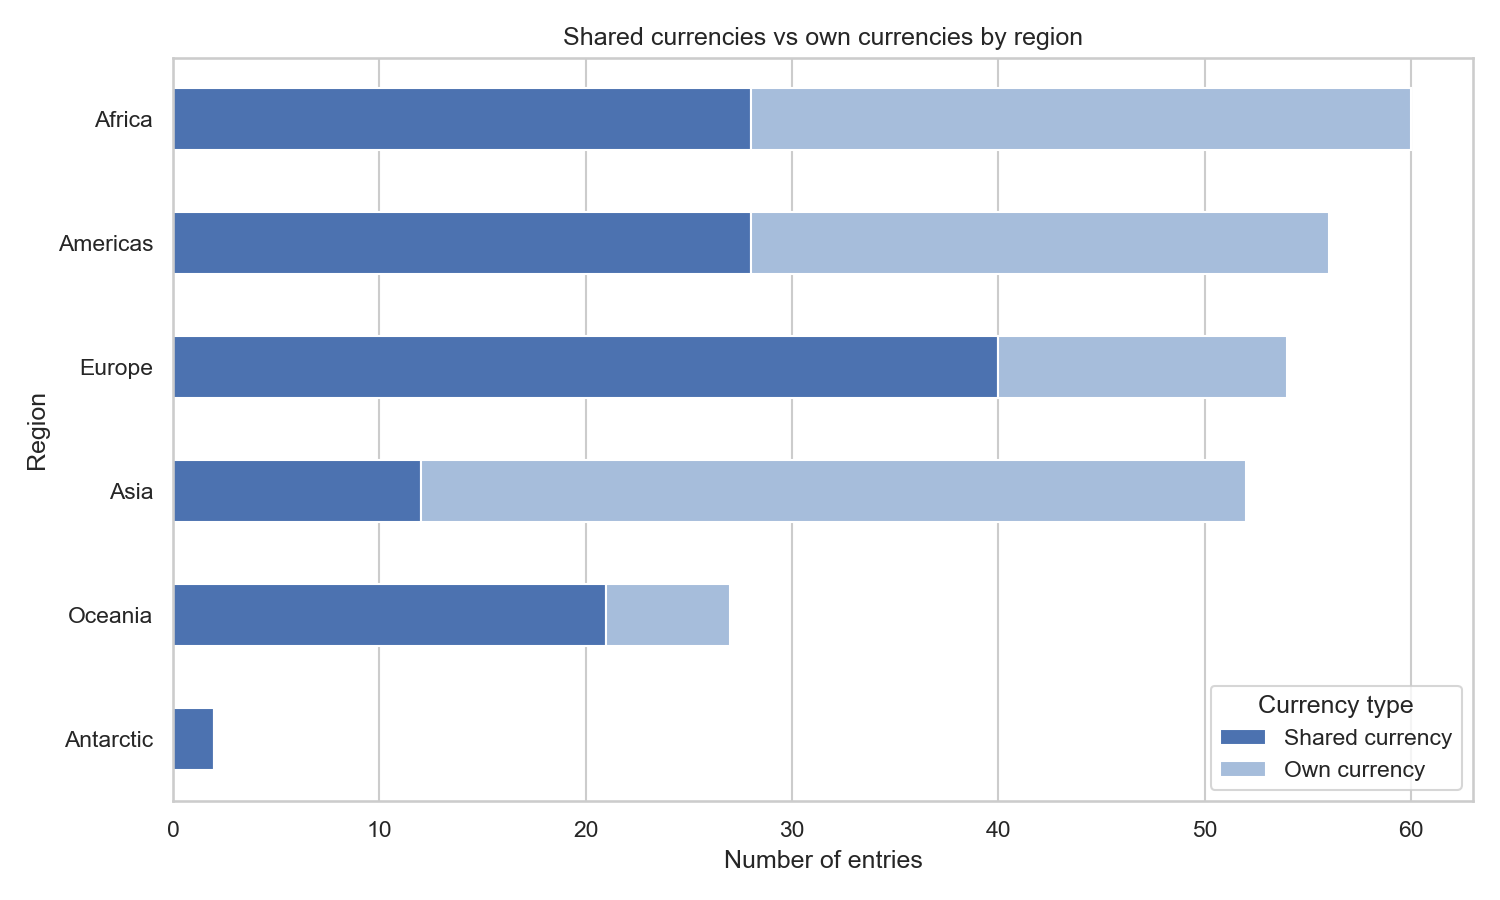 Shared currencies vs own currencies by region
Region
Africa
Americas
Europe
Asia
Oceania
Antarctic
Currency type
Shared currency
Own currency
0 10 20 30 40 50 60
Number of entries